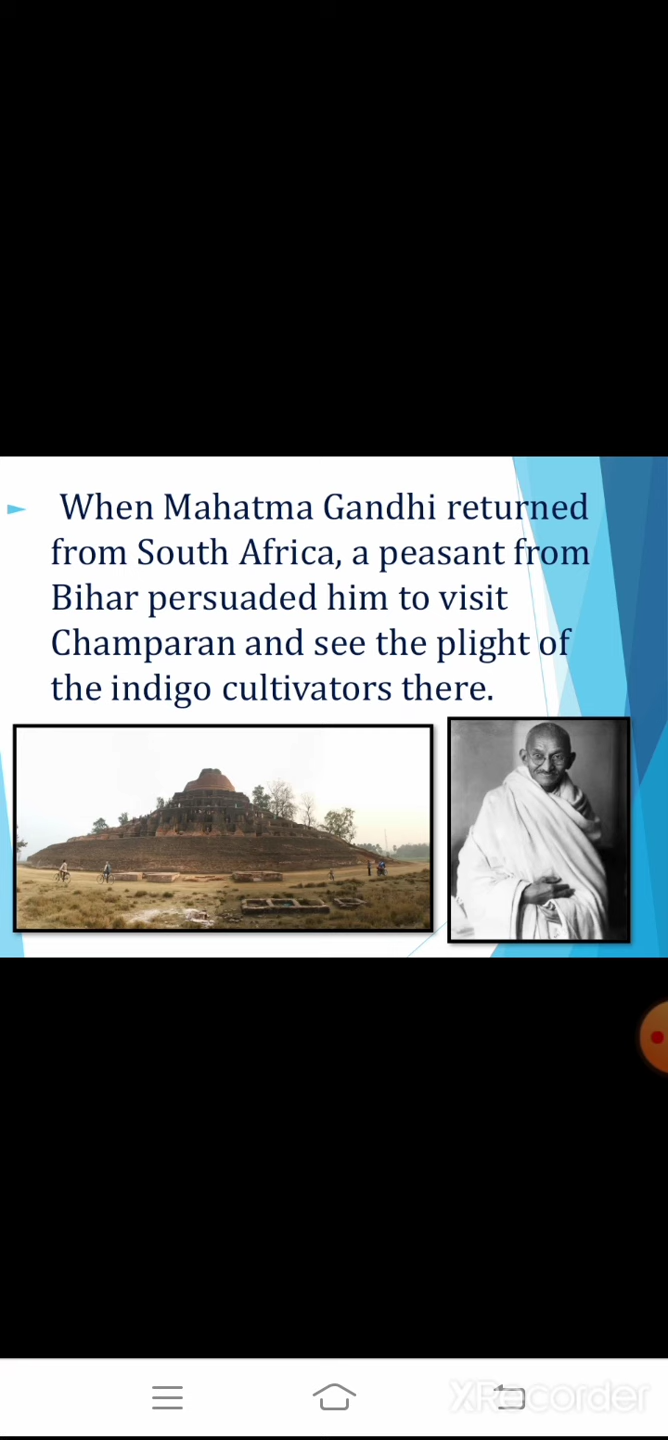 When Mahatma Gandhi returned
from South Africa, a peasant from
Bihar persuaded him to visit
Champaran and see the plight of
the indigo cultivators there.
XRecorder